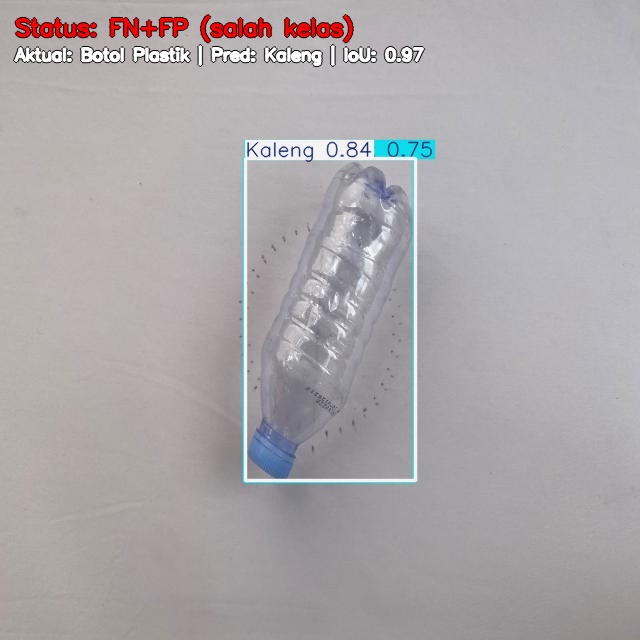 Status: FN+FP (salah kelas)
Aktual: Botol Plastik | Pred: Kaleng | IoU: 0.97
Kaleng 0.84 0.75